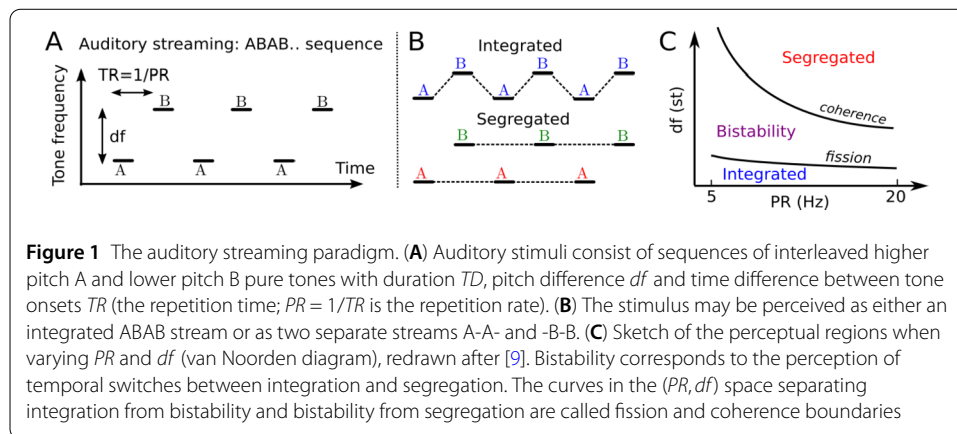 A Auditory streaming: ABAB.. sequence
TR=1/PR
B B B
df
A A A
Tone frequency
Time
B
Integrated
B B B
A A A
Segregated
B B B
A A A
C
Segregated
coherence
Bistability
fission
Integrated
df (st)
5 PR (Hz) 20
Figure 1 The auditory streaming paradigm. (A) Auditory stimuli consist of sequences of interleaved higher
pitch A and lower pitch B pure tones with duration TD, pitch difference df and time difference between tone
onsets TR (the repetition time; PR = 1/TR is the repetition rate). (B) The stimulus may be perceived as either an
integrated ABAB stream or as two separate streams A-A- and -B-B. (C) Sketch of the perceptual regions when
varying PR and df (van Noorden diagram), redrawn after [9]. Bistability corresponds to the perception of
temporal switches between integration and segregation. The curves in the (PR, df) space separating
integration from bistability and bistability from segregation are called fission and coherence boundaries